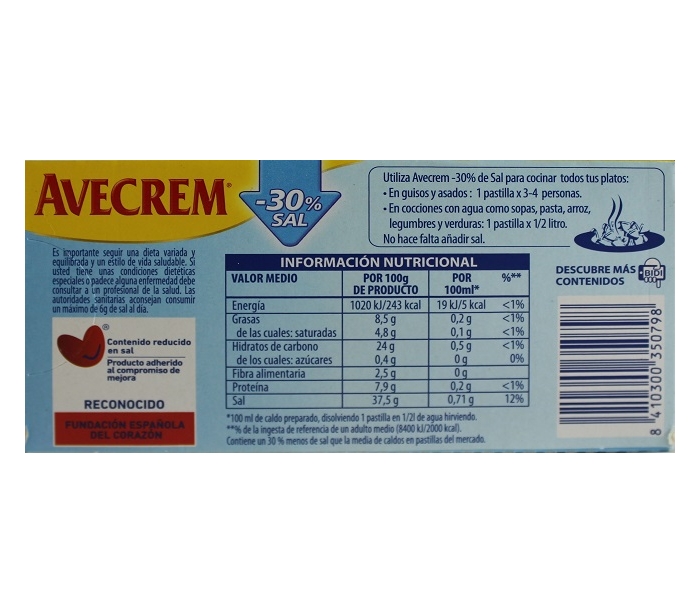 AVECREM®
-30%
SAL
Utiliza Avecrem -30% de Sal para cocinar todos tus platos:
• En guisos y asados : 1 pastilla x 3-4 personas.
• En cocciones con agua como sopas, pasta, arroz,
legumbres y verduras: 1 pastilla x 1/2 litro.
No hace falta añadir sal.
Es importante seguir una dieta variada y
equilibrada y un estilo de vida saludable. Si
usted tiene unas condiciones dietéticas
especiales o padece alguna enfermedad debe
consultar a un profesional de la salud. Las
autoridades sanitarias aconsejan consumir
un máximo de 6g de sal al día.
®
Contenido reducido
en sal
Producto adherido
al compromiso de
mejora
RECONOCIDO
FUNDACIÓN ESPAÑOLA
DEL CORAZÓN
INFORMACIÓN NUTRICIONAL
VALOR MEDIO POR 100g DE PRODUCTO POR 100ml* %**
Energía 1020 kJ/243 kcal 19 kJ/5 kcal <1%
Grasas 8,5 g 0,2 g <1%
de las cuales: saturadas 4,8 g 0,1 g <1%
Hidratos de carbono 24 g 0,5 g <1%
de los cuales: azúcares 0,4 g 0 g 0%
Fibra alimentaria 2,5 g 0 g
Proteína 7,9 g 0,2 g <1%
Sal 37,5 g 0,71 g 12%
*100 ml de caldo preparado, disolviendo 1 pastilla en 1/2l de agua hirviendo.
**% de la ingesta de referencia de un adulto medio (8400 kJ/2000 kcal).
Contiene un 30 % menos de sal que la media de caldos en pastillas del mercado.
DESCUBRE MÁS
CONTENIDOS
BIDI
8 410300 350798